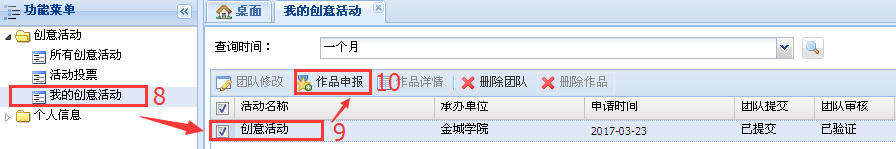 功能菜单
桌面
我的创意活动
创意活动
所有创意活动
活动投票
我的创意活动
8
个人信息
查询时间：
一个月
团队修改
作品申报
10
作品详情
删除团队
删除作品
活动名称
承办单位
申请时间
团队提交
团队审核
创意活动
9
金城学院
2017-03-23
已提交
已验证